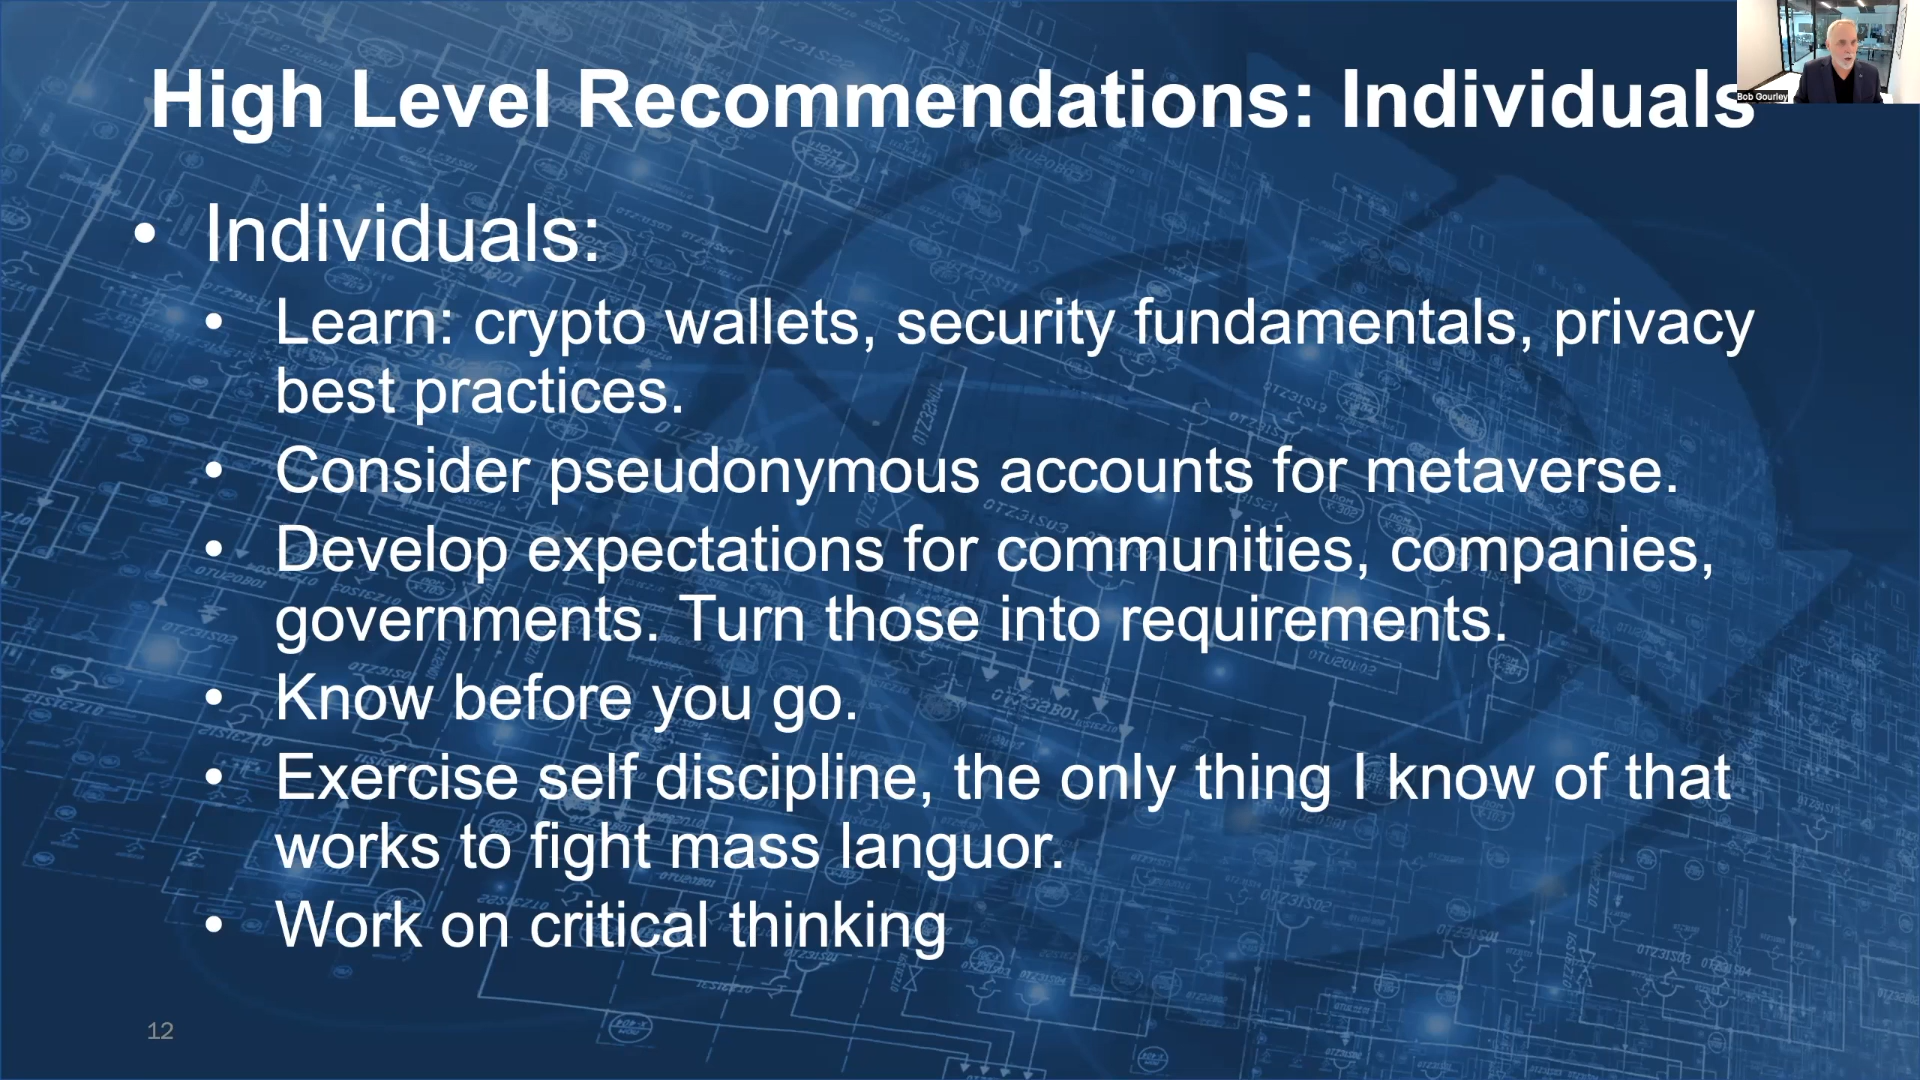 High Level Recommendations: Individuals
Bob Gourley
• Individuals:
• Learn: crypto wallets, security fundamentals, privacy
best practices.
• Consider pseudonymous accounts for metaverse.
• Develop expectations for communities, companies,
governments. Turn those into requirements.
• Know before you go.
• Exercise self discipline, the only thing I know of that
works to fight mass languor.
• Work on critical thinking
12